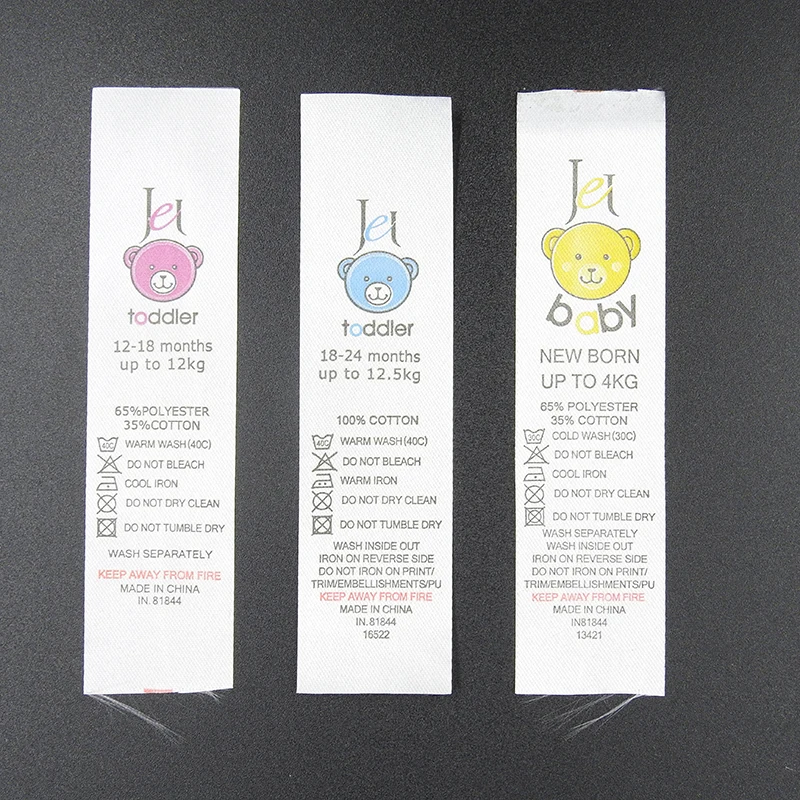 Jei
toddler
12-18 months
up to 12kg
65%POLYESTER
35%COTTON
40C WARM WASH(40C)
DO NOT BLEACH
COOL IRON
DO NOT DRY CLEAN
DO NOT TUMBLE DRY
WASH SEPARATELY
KEEP AWAY FROM FIRE
MADE IN CHINA
IN. 81844
Jei
toddler
18-24 months
up to 12.5kg
100% COTTON
40C WARM WASH(40C)
DO NOT BLEACH
WARM IRON
DO NOT DRY CLEAN
DO NOT TUMBLE DRY
WASH INSIDE OUT
IRON ON REVERSE SIDE
DO NOT IRON ON PRINT/
TRIM/EMBELLISHMENTS/PU
KEEP AWAY FROM FIRE
MADE IN CHINA
IN.81844
16522
Jei
baby
NEW BORN
UP TO 4KG
65% POLYESTER
35% COTTON
30C COLD WASH(30C)
DO NOT BLEACH
COOL IRON
DO NOT DRY CLEAN
DO NOT TUMBLE DRY
WASH SEPARATELY
WASH INSIDE OUT
IRON ON REVERSE SIDE
DO NOT IRON ON PRINT/
TRIM/EMBELLISHMENTS/PU
KEEP AWAY FROM FIRE
MADE IN CHINA
IN81844
13421